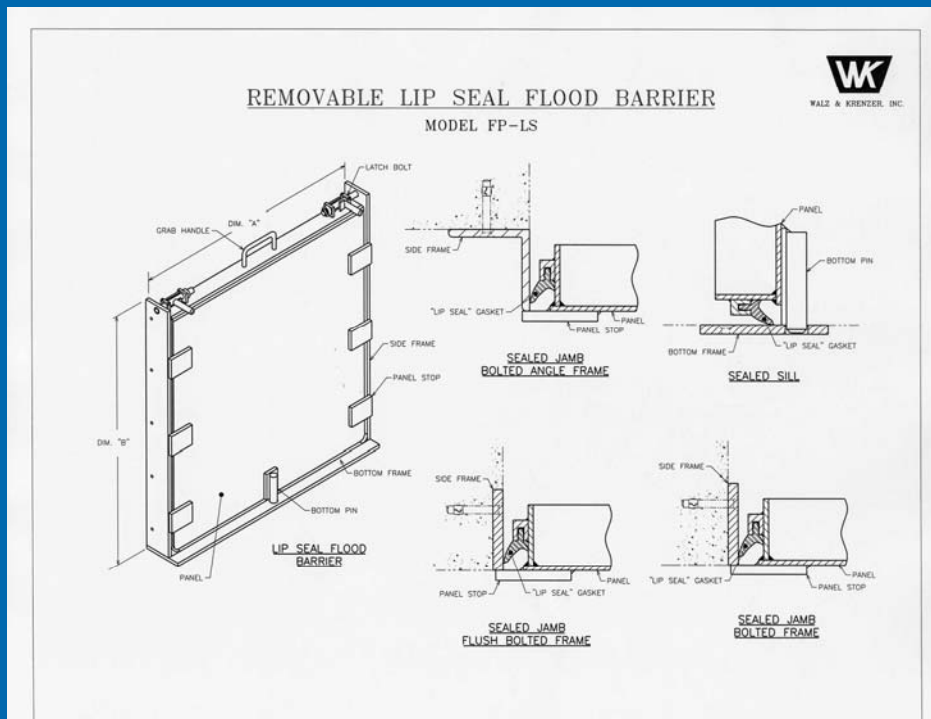 WK
WALZ & KRENZER, INC.
REMOVABLE LIP SEAL FLOOD BARRIER
MODEL FP-LS
LATCH BOLT
DIM. "A"
GRAB HANDLE
SIDE FRAME
PANEL STOP
DIM. "B"
BOTTOM FRAME
BOTTOM PIN
LIP SEAL FLOOD
BARRIER
PANEL
SIDE FRAME
"LIP SEAL" GASKET
PANEL
PANEL STOP
SEALED JAMB
BOLTED ANGLE FRAME
PANEL
BOTTOM PIN
"LIP SEAL" GASKET
BOTTOM FRAME
SEALED SILL
SIDE FRAME
PANEL
PANEL STOP
"LIP SEAL" GASKET
SEALED JAMB
FLUSH BOLTED FRAME
SIDE FRAME
"LIP SEAL" GASKET
PANEL
PANEL STOP
SEALED JAMB
BOLTED FRAME